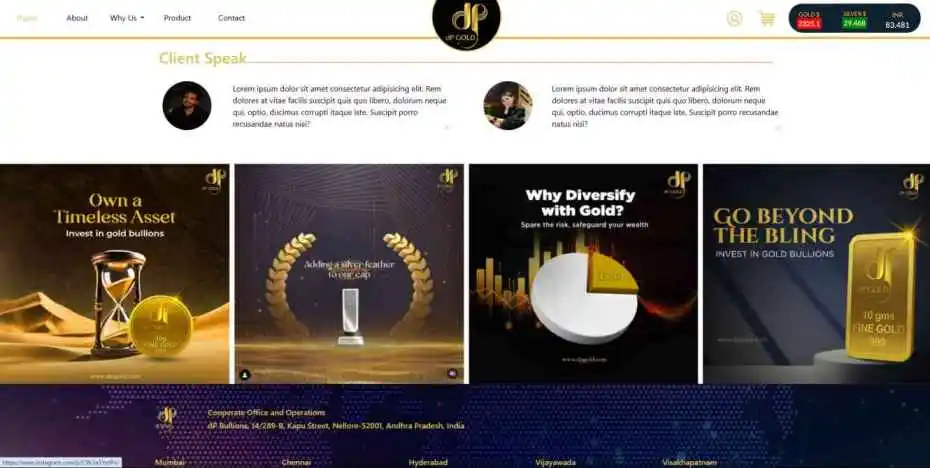 Home
About
Why Us
Product
Contact
dP GOLD
GOLD $
2325.1
SILVER $
29.468
INR
83.481
Client Speak
Lorem ipsum dolor sit amet consectetur adipisicing elit. Rem
dolores at vitae facilis suscipit quis quo libero, dolorum neque
qui, optio, ducimus corrupti itaque iste. Suscipit porro
recusandae natus nisi?
Lorem ipsum dolor sit amet consectetur adipisicing elit. Rem
dolores at vitae facilis suscipit quis quo libero, dolorum neque
qui, optio, ducimus corrupti itaque iste. Suscipit porro recusandae
natus nisi?
Own a
Timeless Asset
Invest in gold bullions
FINE GOLD
999
www.dpgold.com
Adding a silver feather
to our cap
Why Diversify
with Gold?
Spare the risk, safeguard your wealth
GOLD
www.dpgold.com
GO BEYOND
THE BLING
INVEST IN GOLD BULLIONS
dP GOLD
10 gms
FINE GOLD
999
Cooperate Office and Operations
dP Bullions, 14/289-B, Kapu Street, Nellore-52001, Andhra Pradesh, India
Mumbai
Chennai
Hyderabad
Vijayawada
Visakhapatnam